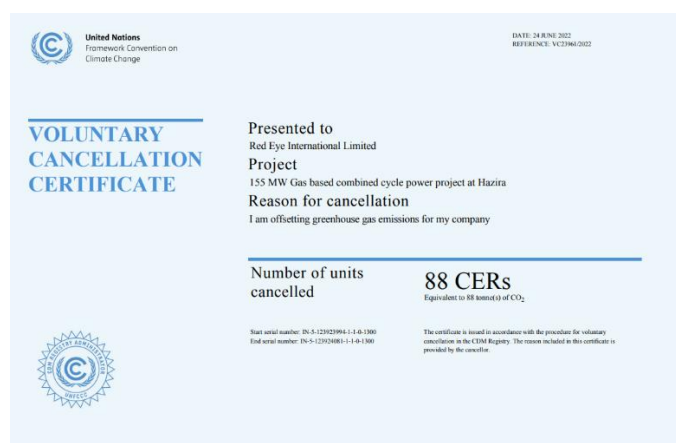 United Nations
Framework Convention on
Climate Change
DATE: 24 JUNE 2022
REFERENCE: VC23961/2022
VOLUNTARY
CANCELLATION
CERTIFICATE
Presented to
Red Eye International Limited
Project
155 MW Gas based combined cycle power project at Hazira
Reason for cancellation
I am offsetting greenhouse gas emissions for my company
Number of units
cancelled
88 CERs
Equivalent to 88 tonne(s) of CO2
Start serial number: IN-5-123923994-1-1-0-1300
End serial number: IN-5-123924081-1-1-0-1300
The certificate is issued in accordance with the procedure for voluntary
cancellation in the CDM Registry. The reason included in this certificate is
provided by the cancellor.
CDM REGISTRY ADMINISTRATOR
UNFCCC